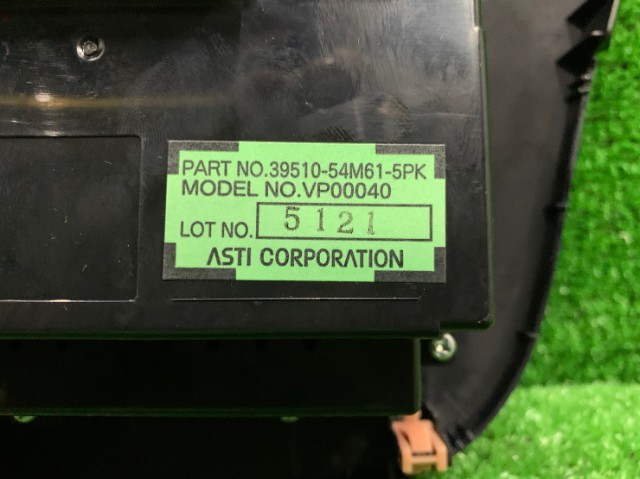 PART NO.39510-54M61-5PK
MODEL NO.VP00040
LOT NO. 5121
ASTI CORPORATION